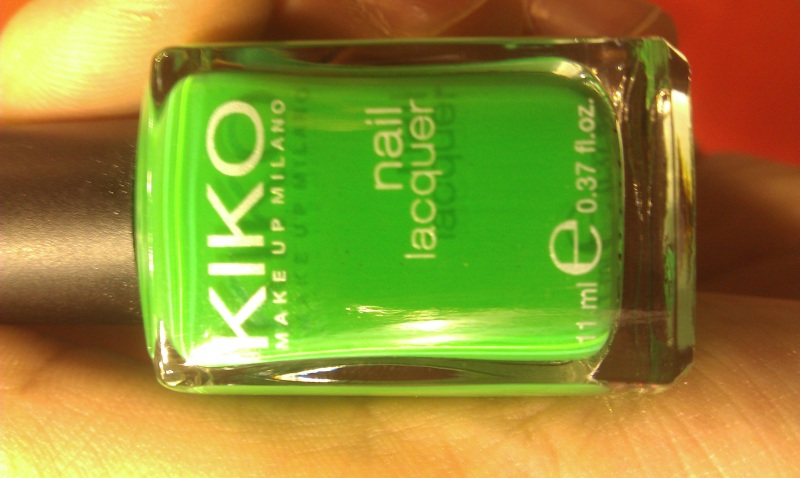 KIKO
MAKE UP MILANO
nail
lacquer
11 ml e 0.37 fl.oz.